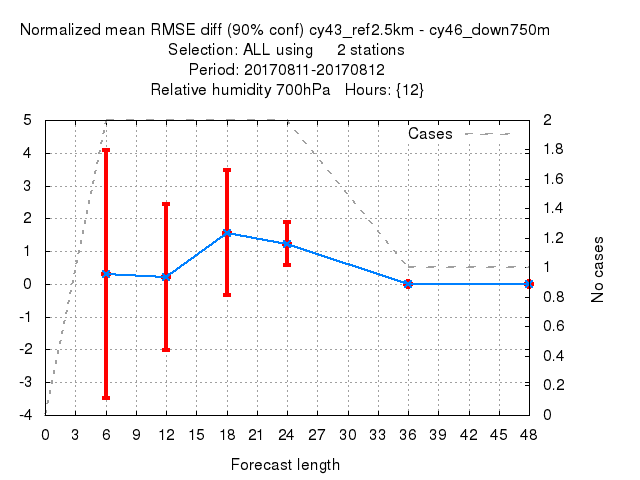 Normalized mean RMSE diff (90% conf) cy43_ref2.5km - cy46_down750m
Selection: ALL using 2 stations
Period: 20170811-20170812
Relative humidity 700hPa Hours: {12}
Cases
5
4
3
2
1
0
-1
-2
-3
-4
2
1.8
1.6
1.4
1.2
1
0.8
0.6
0.4
0.2
0
No cases
0 3 6 9 12 15 18 21 24 27 30 33 36 39 42 45 48
Forecast length